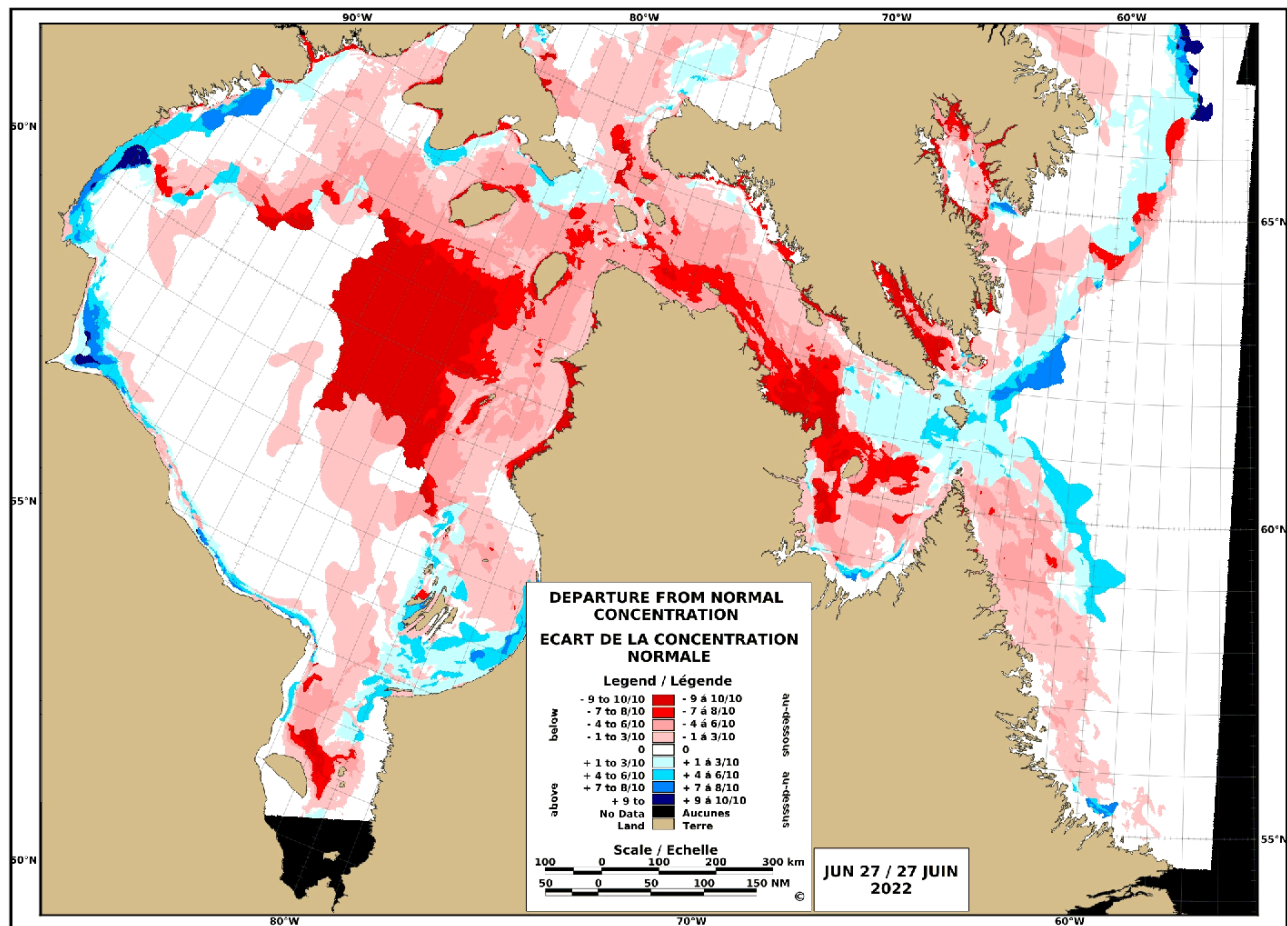 90°W 80°W 70°W 60°W
60°N
65°N
55°N
60°N
DEPARTURE FROM NORMAL
CONCENTRATION
ECART DE LA CONCENTRATION
NORMALE
Legend / Légende
below
- 9 to 10/10 - 9 á 10/10
- 7 to 8/10 - 7 á 8/10
- 4 to 6/10 - 4 á 6/10
- 1 to 3/10 - 1 á 3/10
au-dessous
0 0
above
+ 1 to 3/10 + 1 á 3/10
+ 4 to 6/10 + 4 á 6/10
+ 7 to 8/10 + 7 á 8/10
+ 9 to + 9 á 10/10
au-dessus
No Data Aucunes
Land Terre
Scale / Echelle
100 0 100 200 300 km
50 0 50 100 150 NM
©
JUN 27 / 27 JUIN
2022
50°N
55°N
80°W 70°W 60°W